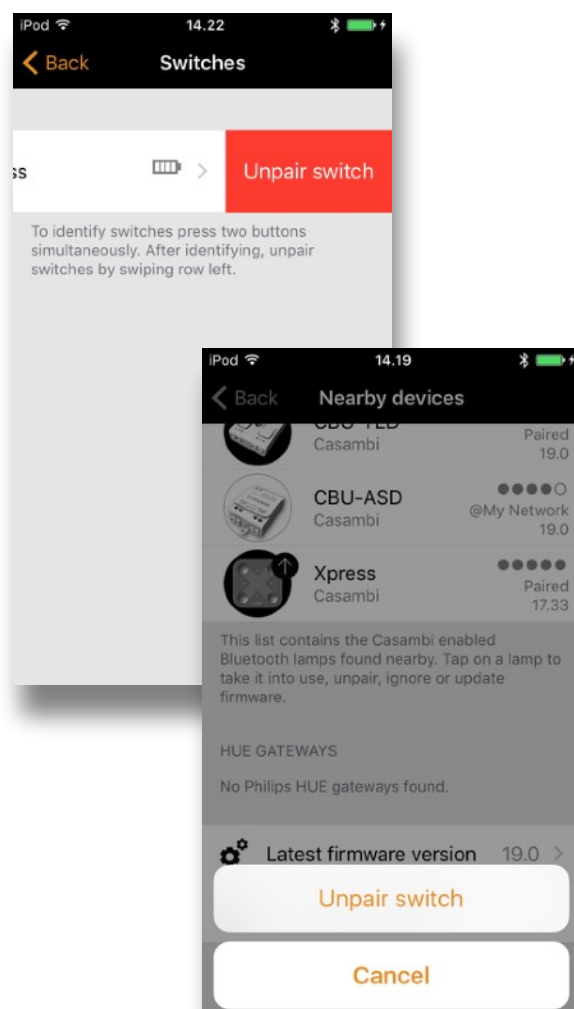 iPod 14.22
Back Switches
ss Unpair switch
To identify switches press two buttons
simultaneously. After identifying, unpair
switches by swiping row left.
iPod 14.19
Back Nearby devices
CBU-TED
Casambi Paired
19.0
CBU-ASD
Casambi @My Network
19.0
Xpress
Casambi Paired
17.33
This list contains the Casambi enabled
Bluetooth lamps found nearby. Tap on a lamp to
take it into use, unpair, ignore or update
firmware.
HUE GATEWAYS
No Philips HUE gateways found.
Latest firmware version 19.0
Unpair switch
Cancel